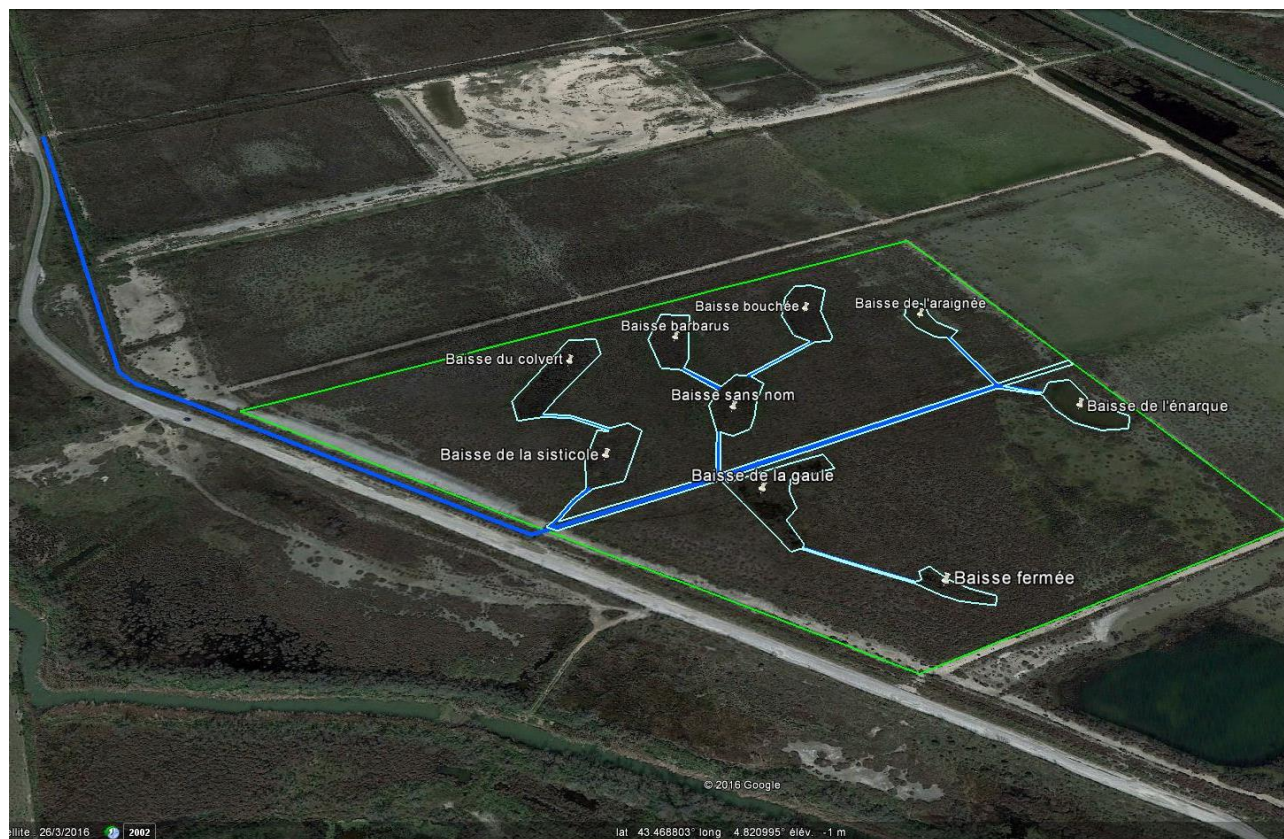 Baisse bouchée
Baisse de l'araignée
Baisse barbarus
Baisse du colvert
Baisse sans nom
Baisse de l'énarque
Baisse de la sisticole
Baisse de la gaule
Baisse fermée
© 2016 Google
ellite 26/3/2016 2002 lat 43.468803° long 4.820995° élév. -1 m